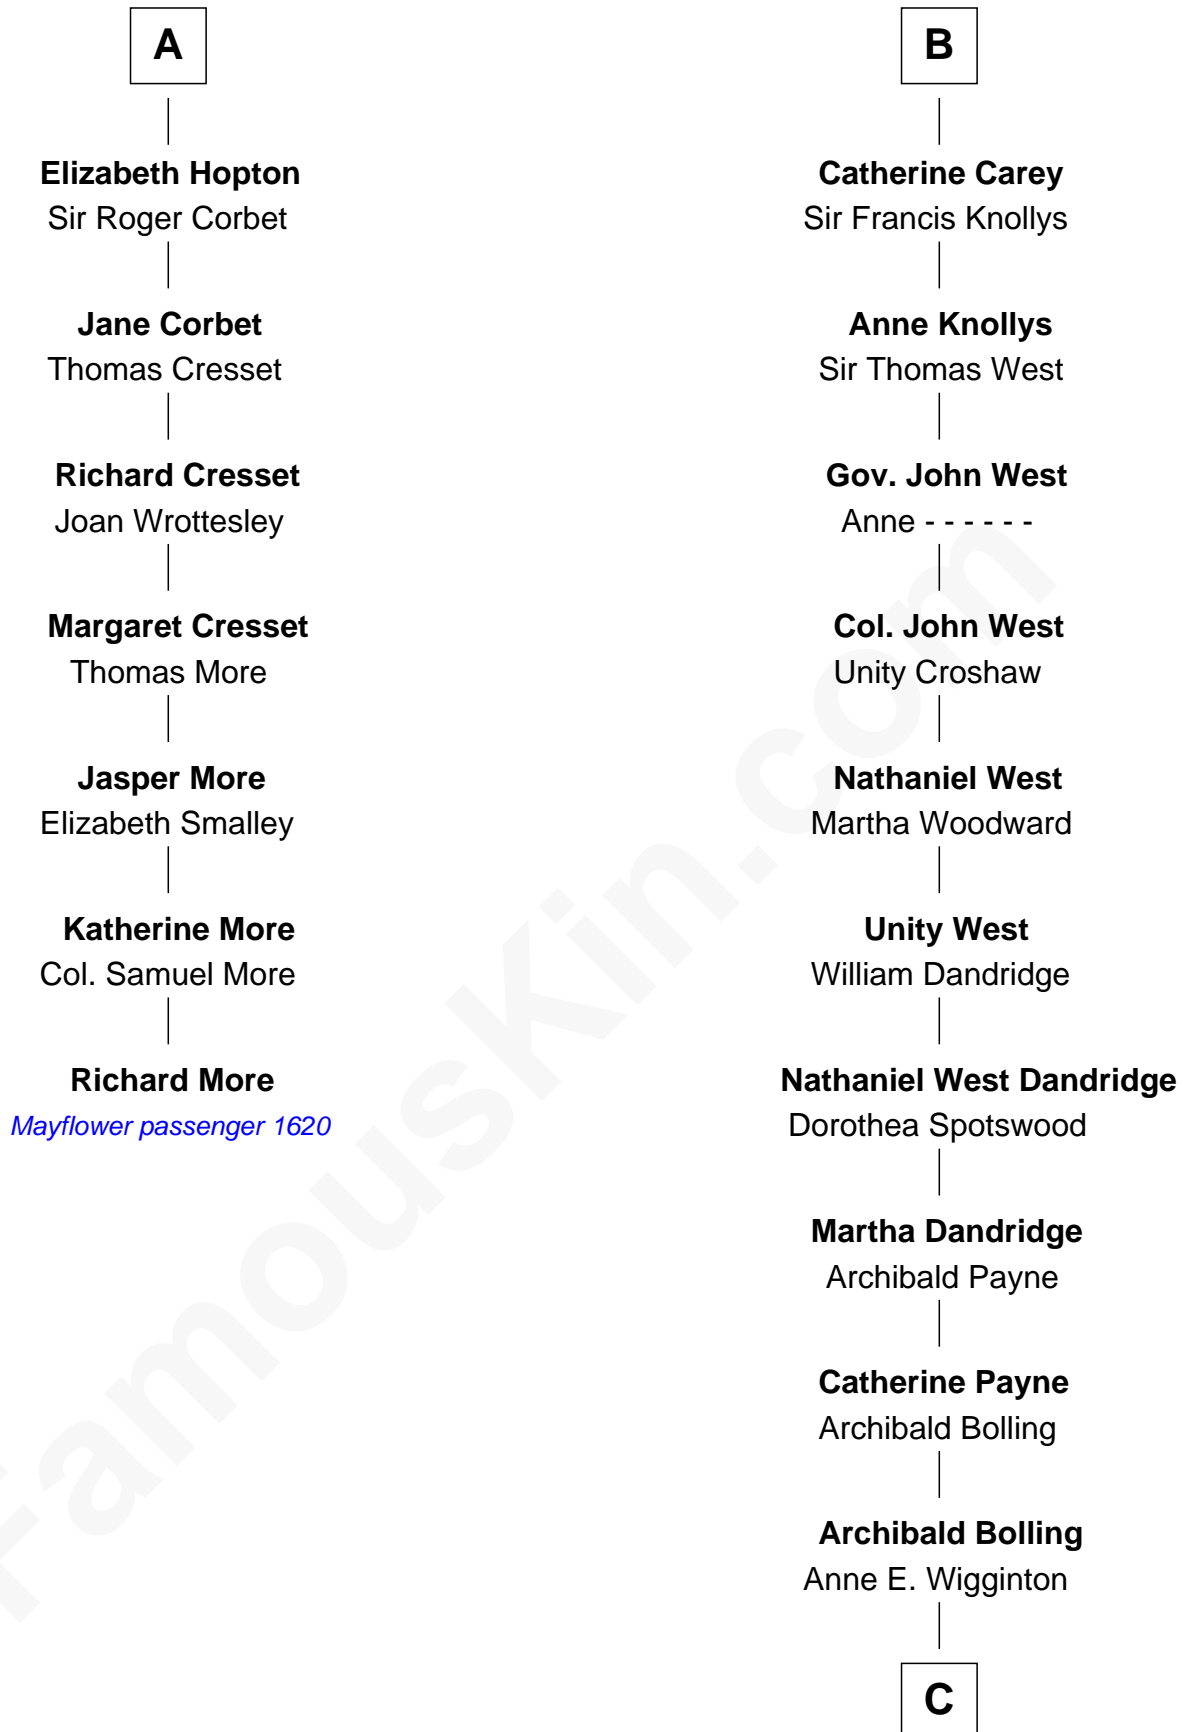 A
Elizabeth Hopton
Sir Roger Corbet
Jane Corbet
Thomas Cresset
Richard Cresset
Joan Wrottesley
Margaret Cresset
Thomas More
Jasper More
Elizabeth Smalley
Katherine More
Col. Samuel More
Richard More
Mayflower passenger 1620
B
Catherine Carey
Sir Francis Knollys
Anne Knollys
Sir Thomas West
Gov. John West
Anne - - - - - -
Col. John West
Unity Croshaw
Nathaniel West
Martha Woodward
Unity West
William Dandridge
Nathaniel West Dandridge
Dorothea Spotswood
Martha Dandridge
Archibald Payne
Catherine Payne
Archibald Bolling
Archibald Bolling
Anne E. Wigginton
C
FamousKin.com